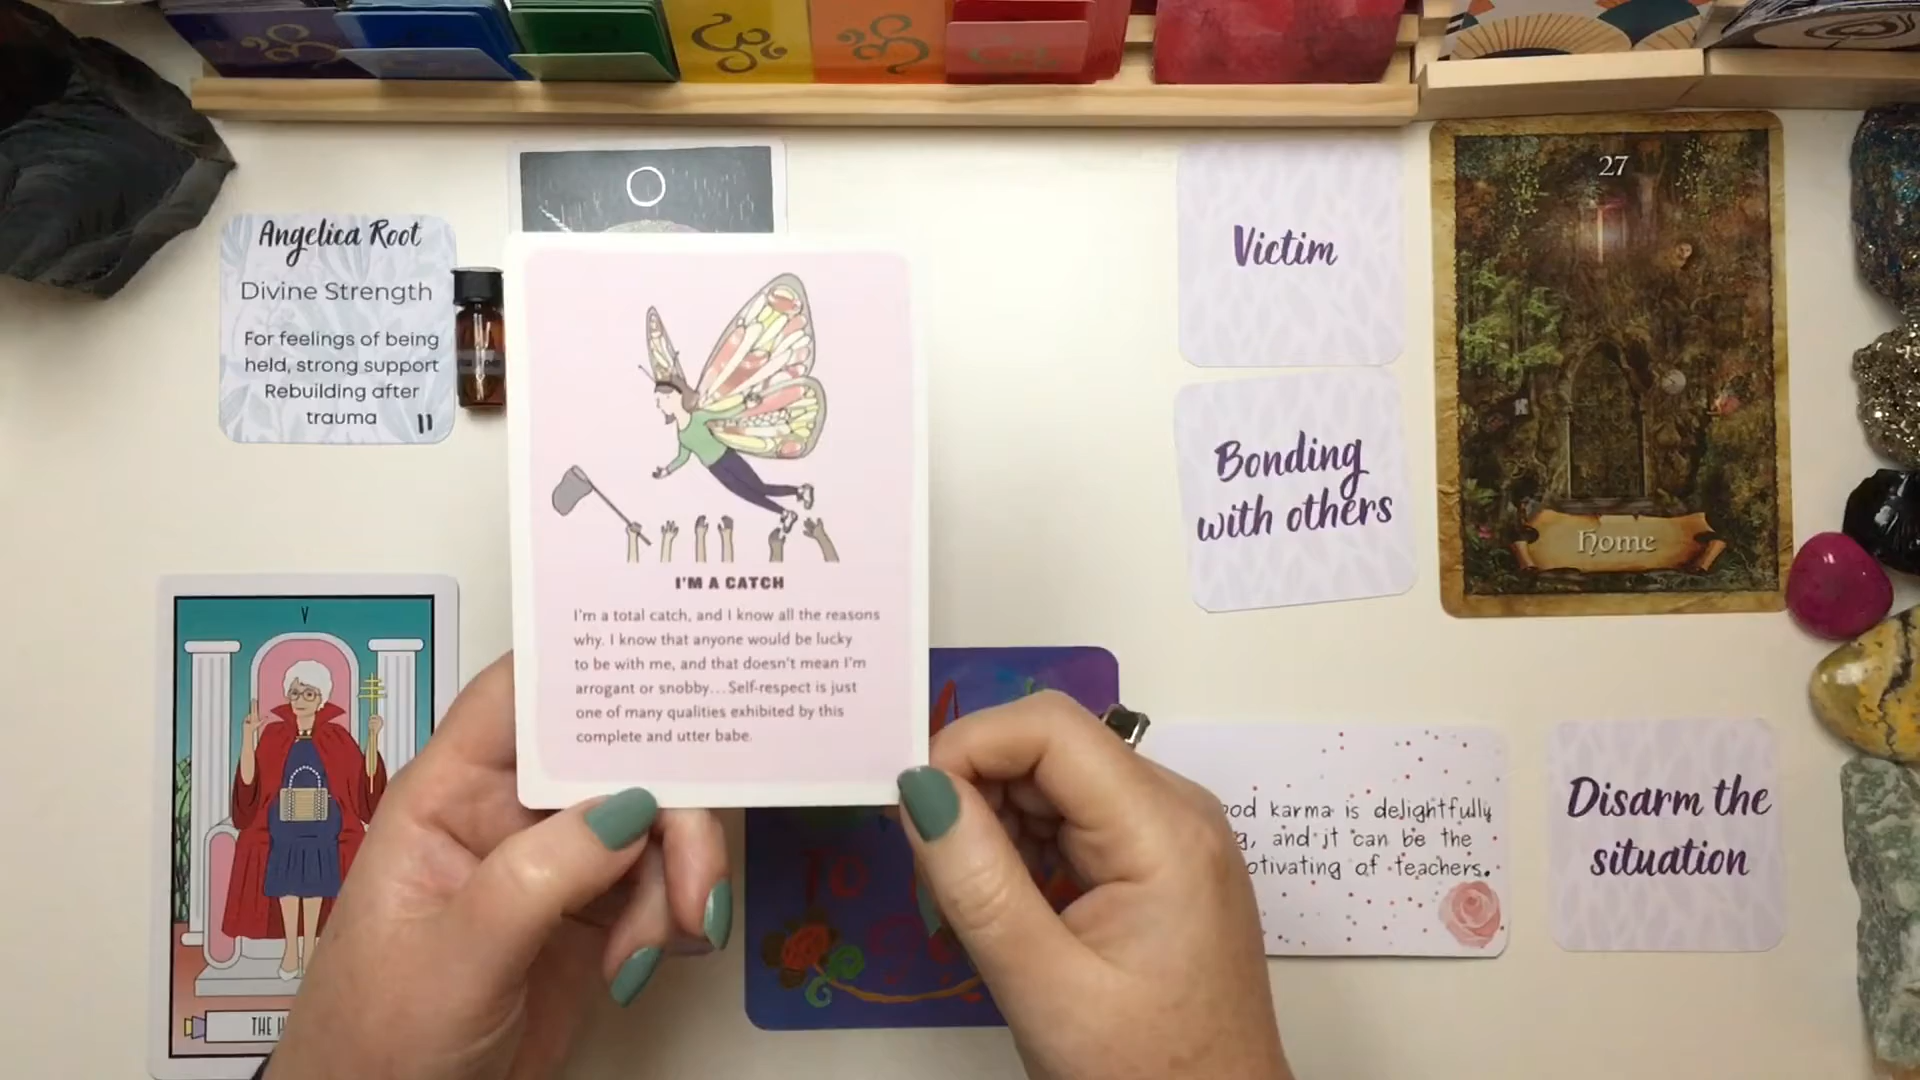 Angelica Root
Divine Strength
For feelings of being
held, strong support
Rebuilding after
trauma
11
I'M A CATCH
I'm a total catch, and I know all the reasons
why. I know that anyone would be lucky
to be with me, and that doesn't mean I'm
arrogant or snobby...Self-respect is just
one of many qualities exhibited by this
complete and utter babe.
Victim
Bonding
with others
27
Home
V
THE
TO
karma is delightfully
and it can be the
of teachers.
Disarm the
situation